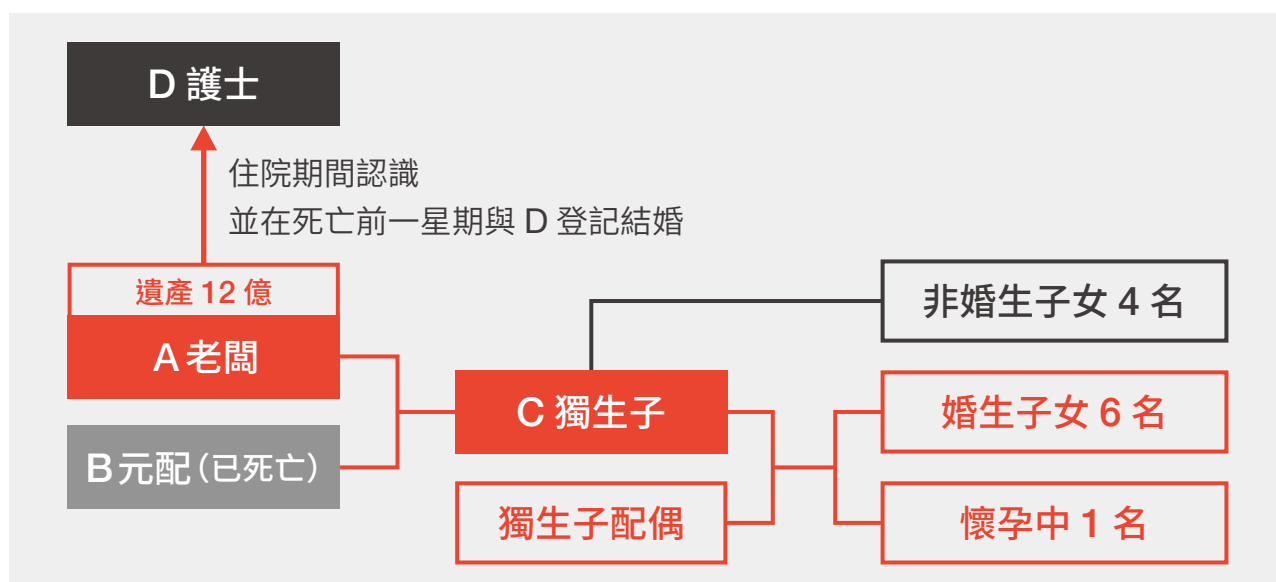 D 護士
住院期間認識
並在死亡前一星期與 D 登記結婚
遺產 12 億
A 老闆
B 元配（已死亡）
C 獨生子
獨生子配偶
非婚生子女 4 名
婚生子女 6 名
懷孕中 1 名